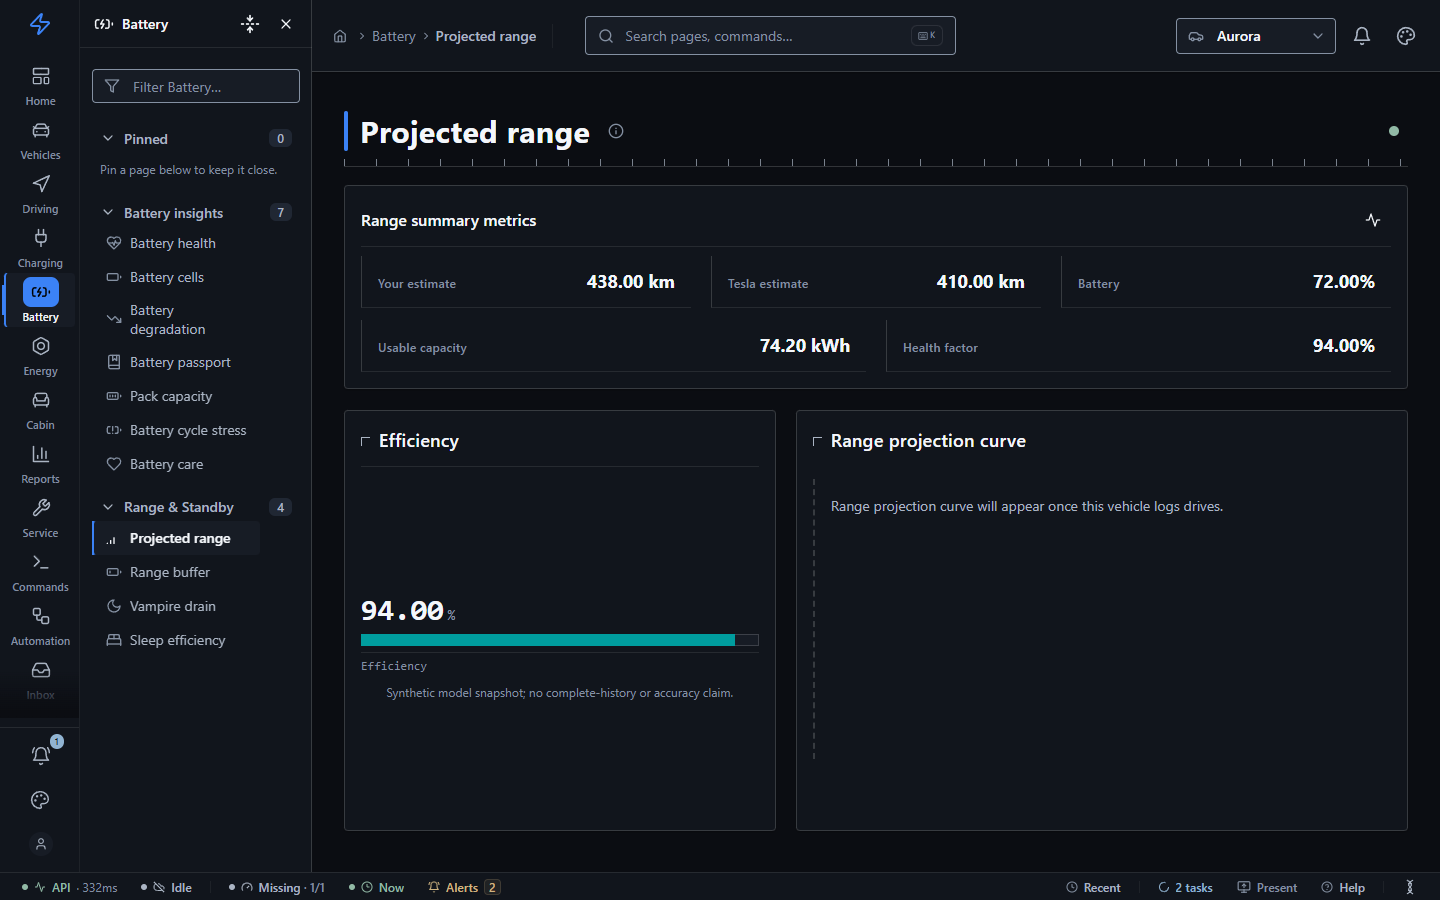 Battery
Battery
Projected range
Search pages, commands...
K
Aurora
Home
Vehicles
Driving
Charging
Battery
Energy
Cabin
Reports
Service
Commands
Automation
Inbox
1
Filter Battery...
Pinned
0
Pin a page below to keep it close.
Battery insights
7
Battery health
Battery cells
Battery
degradation
Battery passport
Pack capacity
Battery cycle stress
Battery care
Range & Standby
4
Projected range
Range buffer
Vampire drain
Sleep efficiency
Projected range
Range summary metrics
Your estimate 438.00 km
Tesla estimate 410.00 km
Battery 72.00%
Usable capacity 74.20 kWh
Health factor 94.00%
Efficiency
94.00 %
Efficiency
Synthetic model snapshot; no complete-history or accuracy claim.
Range projection curve
Range projection curve will appear once this vehicle logs drives.
API · 332ms
Idle
Missing · 1/1
Now
Alerts 2
Recent
2 tasks
Present
Help